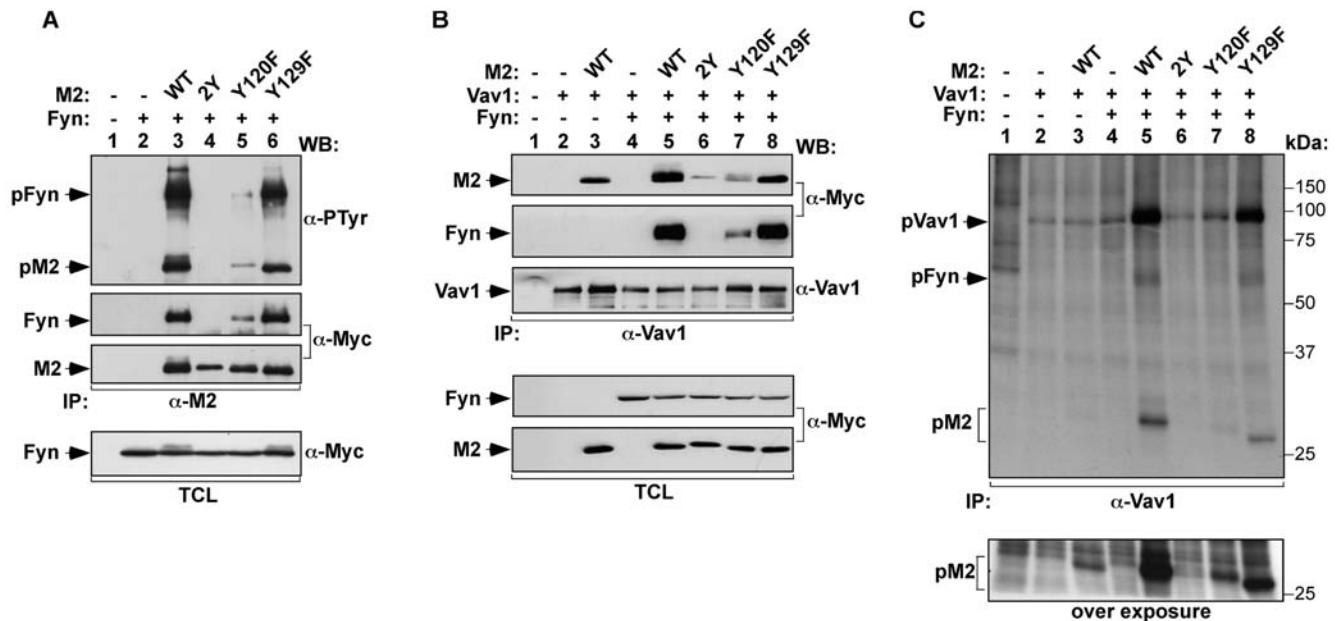 A
M2: - - WT 2Y Y120F Y129F
Fyn: - + + + + +
1 2 3 4 5 6 WB:
pFyn
α-PTyr
pM2
Fyn
α-Myc
M2
IP: α-M2
Fyn
α-Myc
TCL
B
M2: - - WT - WT 2Y Y120F Y129F
Vav1: - + + + + + + +
Fyn: - - - + + + + +
1 2 3 4 5 6 7 8 WB:
M2
α-Myc
Fyn
Vav1
α-Vav1
IP: α-Vav1
Fyn
α-Myc
M2
TCL
C
M2: - - WT - WT 2Y Y120F Y129F
Vav1: - + + + + + + +
Fyn: - - - + + + + +
1 2 3 4 5 6 7 8 kDa:
150
pVav1
100
75
pFyn
50
37
pM2
25
IP: α-Vav1
pM2
25
over exposure